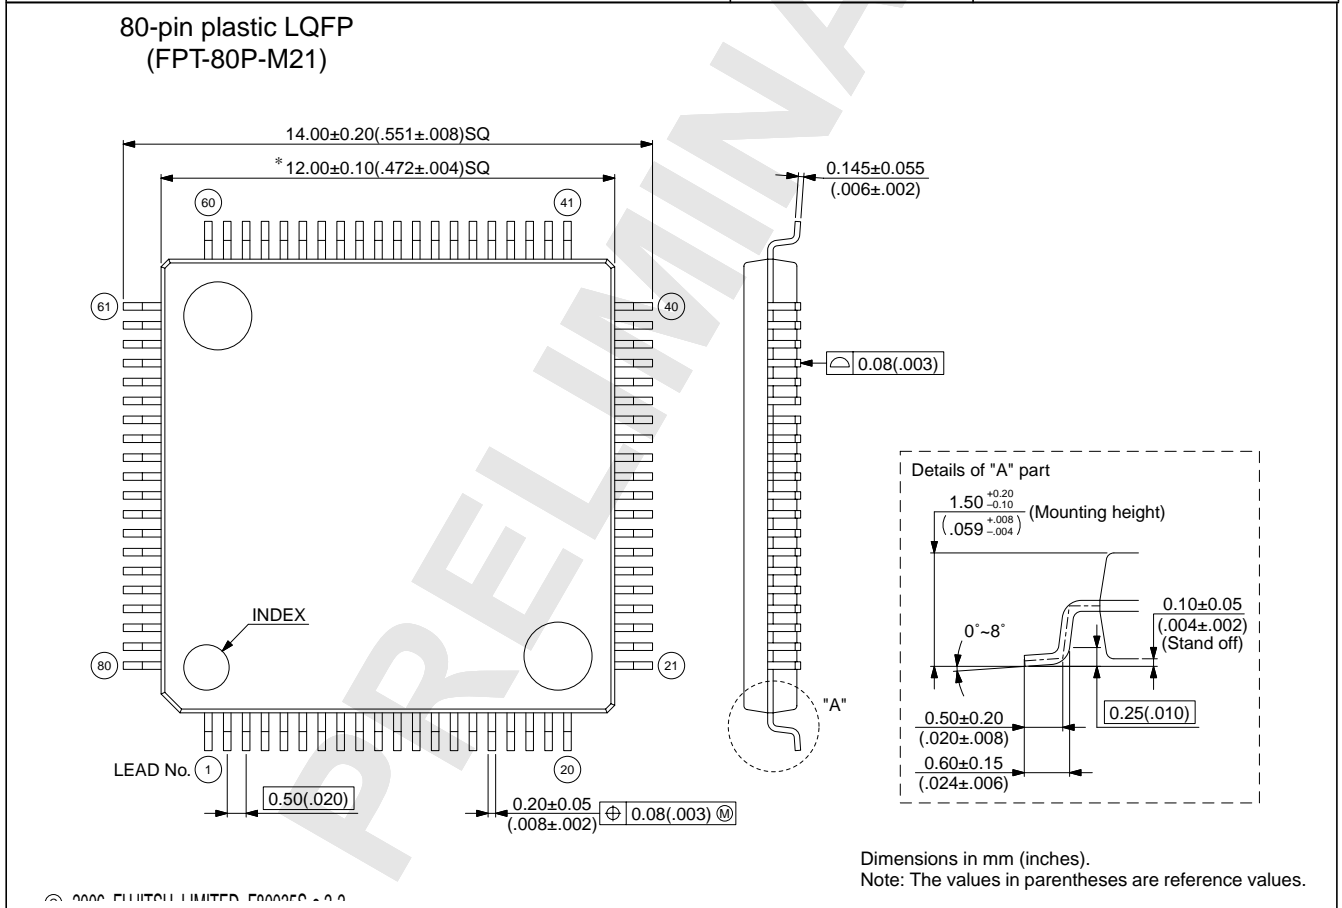 80-pin plastic LQFP
(FPT-80P-M21)
14.00±0.20(.551±.008)SQ
*12.00±0.10(.472±.004)SQ
0.145±0.055
(.006±.002)
60
41
61
40
0.08(.003)
Details of "A" part
1.50 +0.20 –0.10 (Mounting height)
(.059 +.008 –.004)
0.10±0.05
(.004±.002)
(Stand off)
0˚~8˚
INDEX
80
21
"A"
0.50±0.20
(.020±.008)
0.25(.010)
0.60±0.15
(.024±.006)
LEAD No. 1
20
0.50(.020)
0.20±0.05
(.008±.002)
0.08(.003) M
Dimensions in mm (inches).
Note: The values in parentheses are reference values.
2006 FUJITSU LIMITED
PRELIMINA